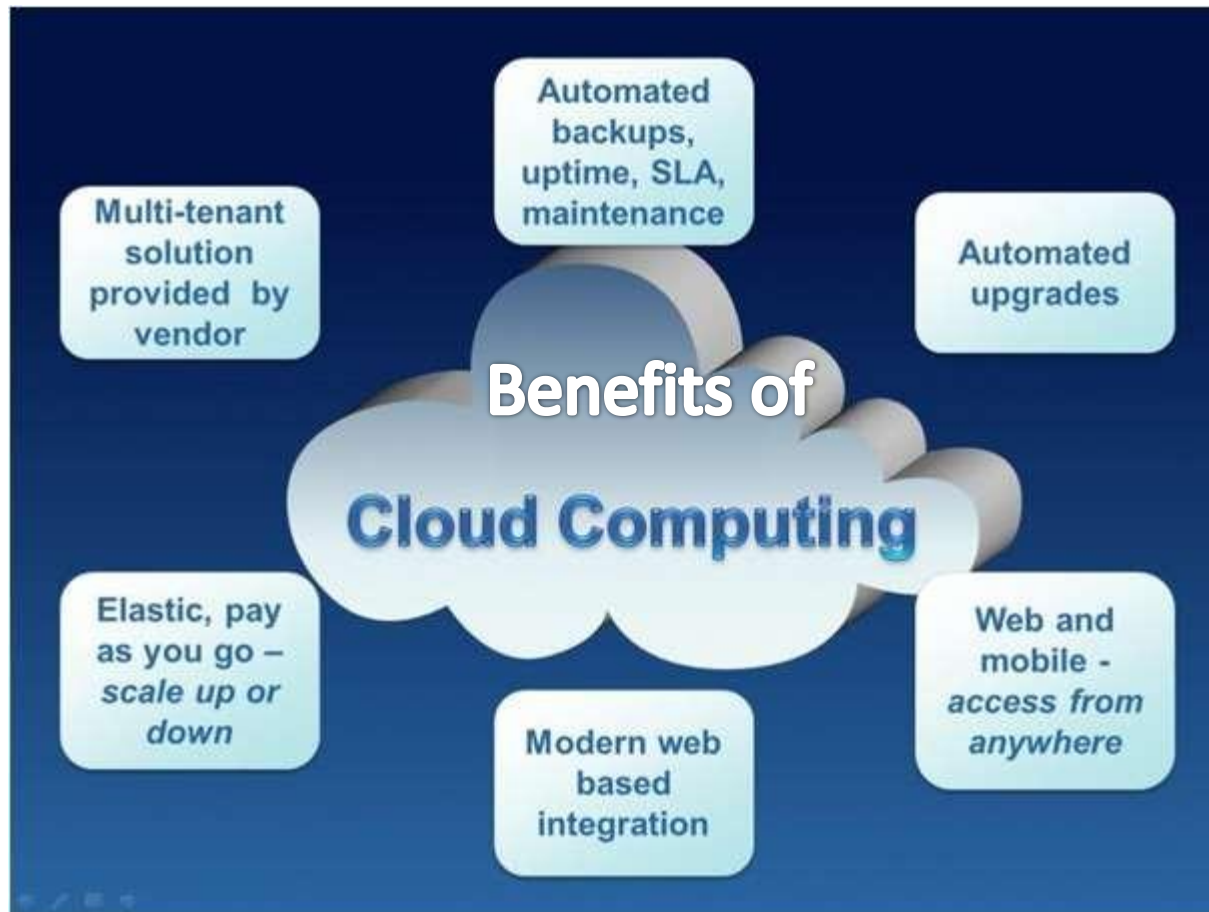 Automated
backups,
uptime, SLA,
maintenance
Multi-tenant
solution
provided by
vendor
Automated
upgrades
Benefits of
Cloud Computing
Elastic, pay
as you go –
scale up or
down
Web and
mobile -
access from
anywhere
Modern web
based
integration